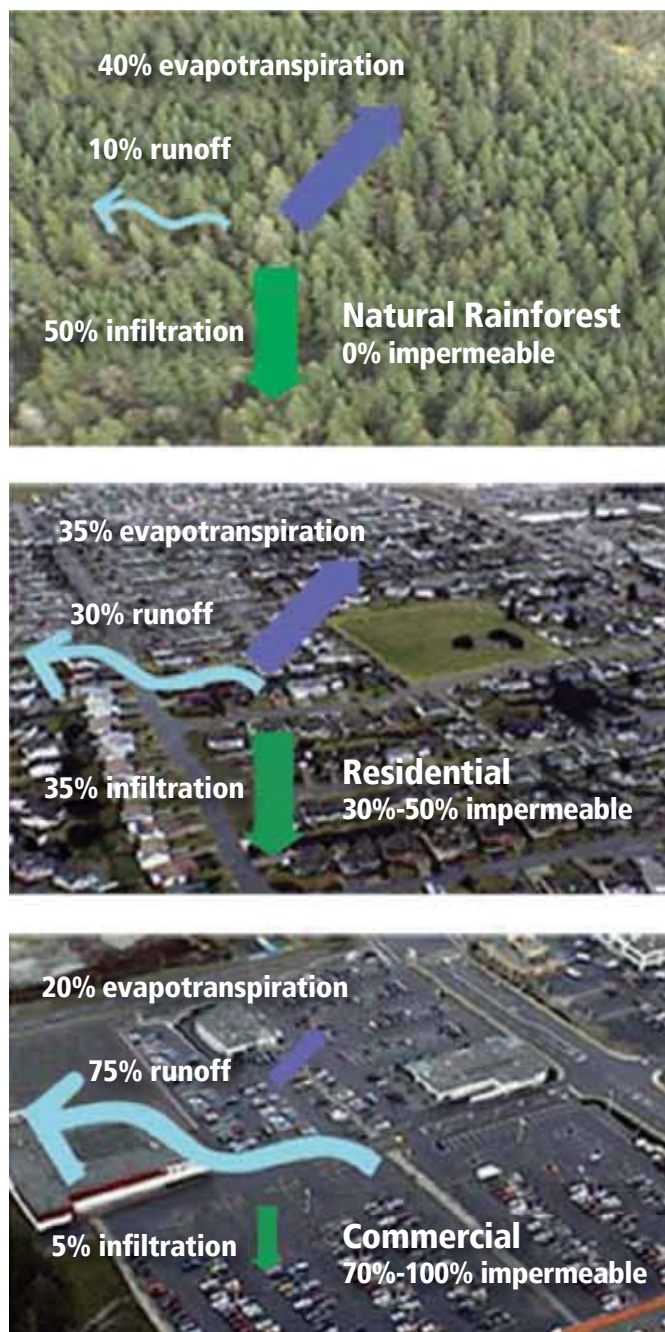 40% evapotranspiration
10% runoff
50% infiltration
Natural Rainforest
0% impermeable
35% evapotranspiration
30% runoff
35% infiltration
Residential
30%-50% impermeable
20% evapotranspiration
75% runoff
5% infiltration
Commercial
70%-100% impermeable